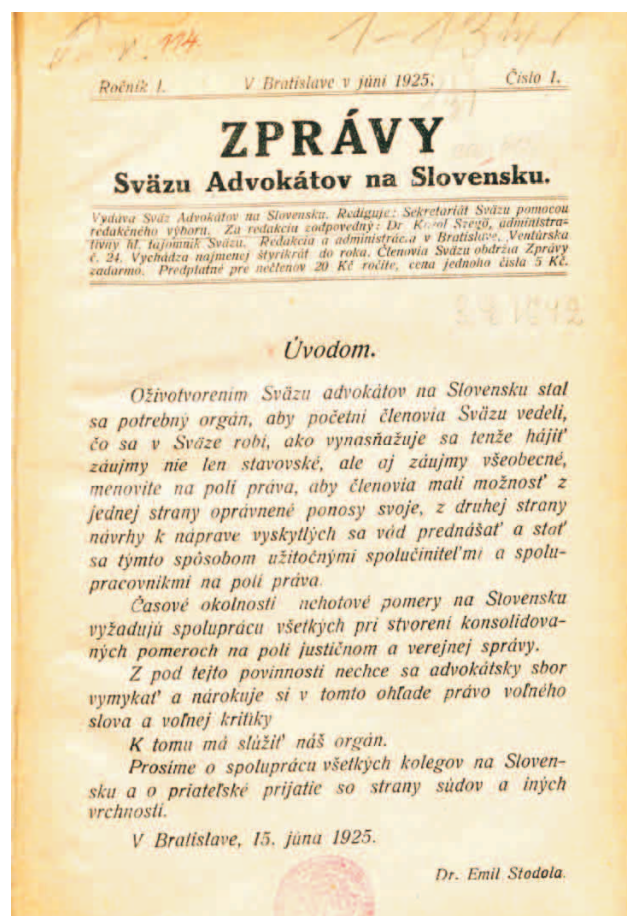 114.
Ročník I. V Bratislave v júni 1925. Číslo 1.
ZPRÁVY
Sväzu Advokátov na Slovensku.
Vydáva Sväz Advokátov na Slovensku. Rediguje: Sekretariát Sväzu pomocou
redakčného výboru. Za redakciu zodpovedný: Dr Karol Szegő, administra-
tívny hl. tajomník Sväzu. Redakcia a administrácia v Bratislave, Ventúrska
č. 24. Vychádza najmenej štyrikrát do roka. Členovia Sväzu obdržia Zprávy
zadarmo. Predplatné pre nečlenov 20 Kč ročite, cena jednoho čísla 5 Kč.
Úvodom.
Oživotvorením Sväzu advokátov na Slovensku stal
sa potrebný orgán, aby početní členovia Sväzu vedeli,
čo sa v Sväze robí, ako vynasňažuje sa tenže hájiť
záujmy nie len stavovské, ale aj záujmy všeobecné,
menovite na poli práva, aby členovia mali možnosť z
jednej strany oprávnené ponosy svoje, z druhej strany
návrhy k náprave vyskytlých sa vád prednášať a stať
sa týmto spôsobom užitočnými spolučiniteľmi a spolu-
pracovníkmi na poli práva.
Časové okolnosti nehotové pomery na Slovensku
vyžadujú spoluprácu všetkých pri stvorení konsolidova-
ných pomeroch na poli justičnom a verejnej správy.
Z pod tejto povinnosti nechce sa advokátsky sbor
vymykať a nárokuje si v tomto ohľade právo voľného
slova a voľnej kritiky
K tomu má slúžiť náš orgán.
Prosíme o spoluprácu všetkých kolegov na Sloven-
sku a o priateľské prijatie so strany súdov a iných
vrchností.
V Bratislave, 15. júna 1925.
Dr. Emil Stodola.